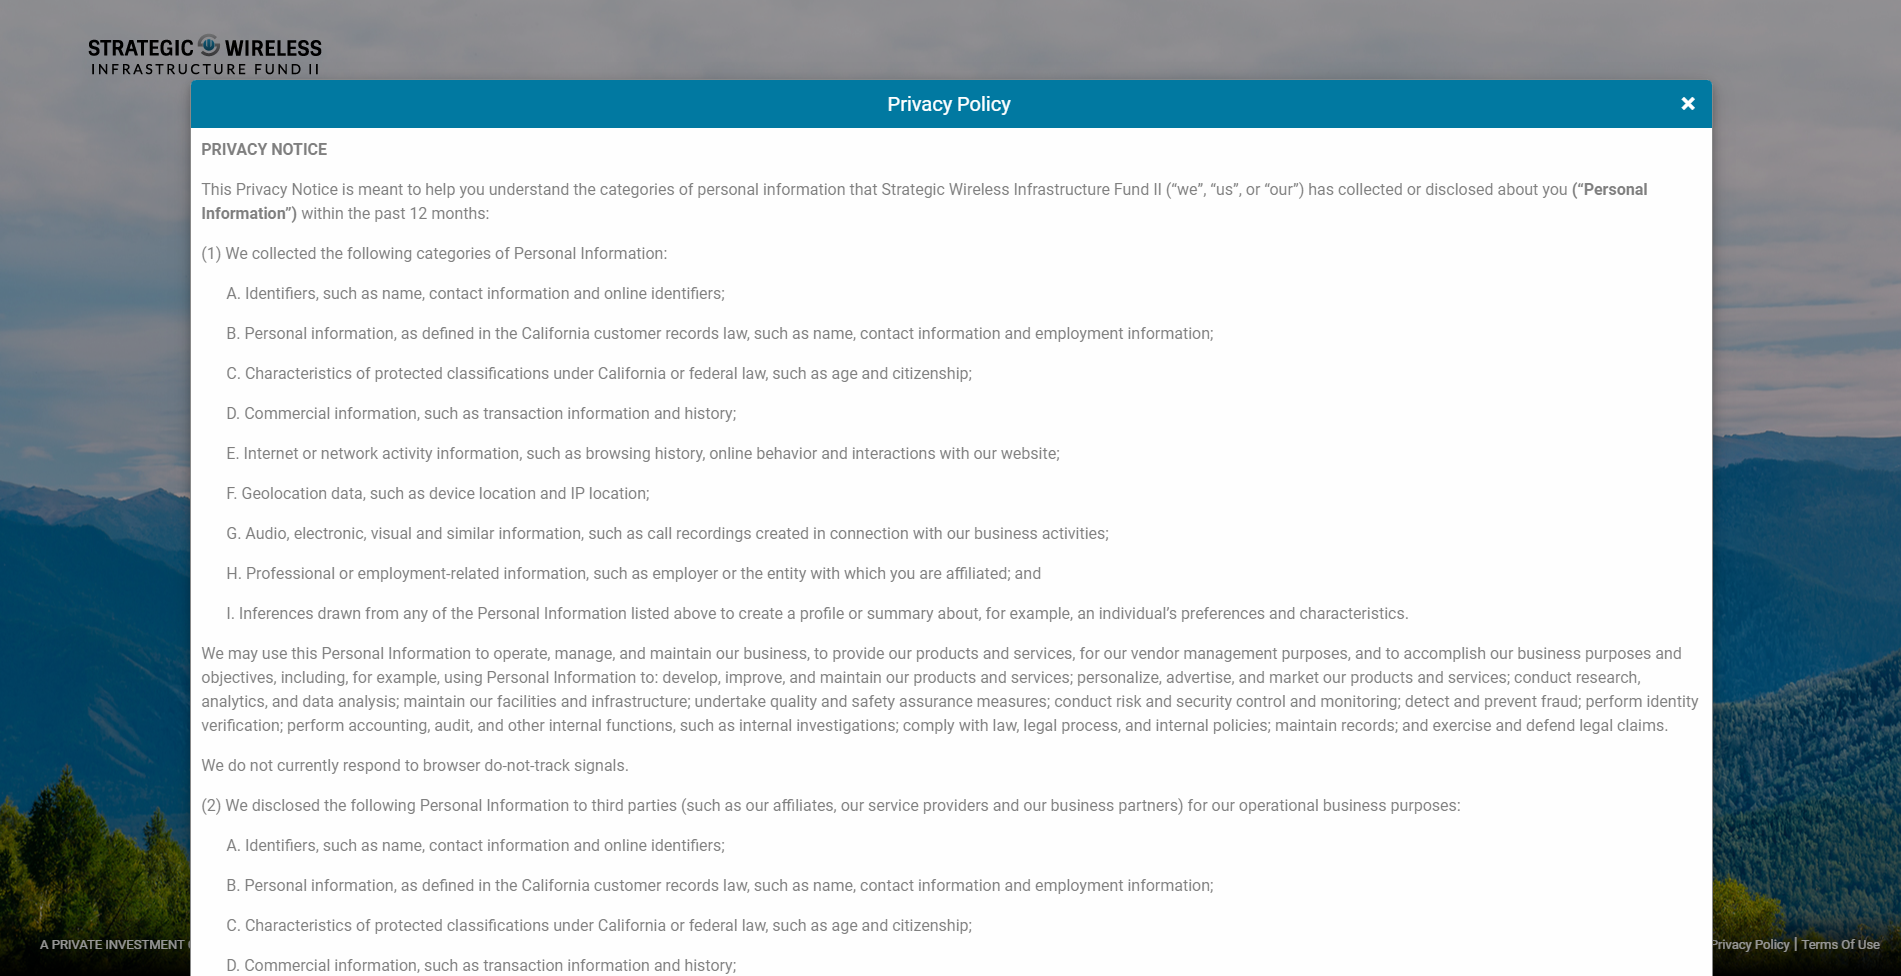 STRATEGIC WIRELESS
INFRASTRUCTURE FUND II
Privacy Policy
PRIVACY NOTICE
This Privacy Notice is meant to help you understand the categories of personal information that Strategic Wireless Infrastructure Fund II (“we”, “us”, or “our”) has collected or disclosed about you (“Personal
Information”) within the past 12 months:
(1) We collected the following categories of Personal Information:
A. Identifiers, such as name, contact information and online identifiers;
B. Personal information, as defined in the California customer records law, such as name, contact information and employment information;
C. Characteristics of protected classifications under California or federal law, such as age and citizenship;
D. Commercial information, such as transaction information and history;
E. Internet or network activity information, such as browsing history, online behavior and interactions with our website;
F. Geolocation data, such as device location and IP location;
G. Audio, electronic, visual and similar information, such as call recordings created in connection with our business activities;
H. Professional or employment-related information, such as employer or the entity with which you are affiliated; and
I. Inferences drawn from any of the Personal Information listed above to create a profile or summary about, for example, an individual’s preferences and characteristics.
We may use this Personal Information to operate, manage, and maintain our business, to provide our products and services, for our vendor management purposes, and to accomplish our business purposes and
objectives, including, for example, using Personal Information to: develop, improve, and maintain our products and services; personalize, advertise, and market our products and services; conduct research,
analytics, and data analysis; maintain our facilities and infrastructure; undertake quality and safety assurance measures; conduct risk and security control and monitoring; detect and prevent fraud; perform identity
verification; perform accounting, audit, and other internal functions, such as internal investigations; comply with law, legal process, and internal policies; maintain records; and exercise and defend legal claims.
We do not currently respond to browser do-not-track signals.
(2) We disclosed the following Personal Information to third parties (such as our affiliates, our service providers and our business partners) for our operational business purposes:
A. Identifiers, such as name, contact information and online identifiers;
B. Personal information, as defined in the California customer records law, such as name, contact information and employment information;
C. Characteristics of protected classifications under California or federal law, such as age and citizenship;
D. Commercial information, such as transaction information and history;
A PRIVATE INVESTMENT
Privacy Policy | Terms Of Use